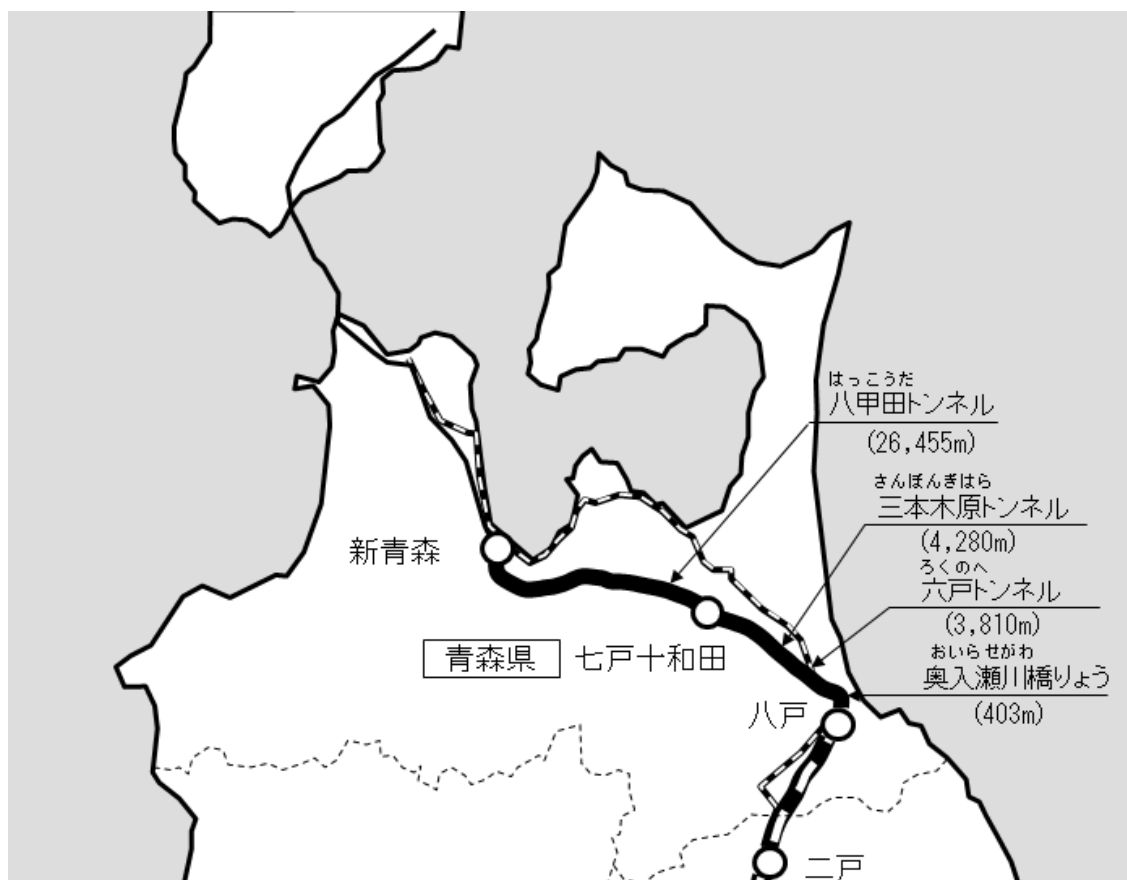 はっこうだ
八甲田トンネル
(26,455m)
さんぼんぎはら
三本木原トンネル
(4,280m)
ろくのへ
六戸トンネル
(3,810m)
おいらせがわ
奥入瀬川橋りょう
(403m)
新青森
青森県
七戸十和田
八戸
二戸